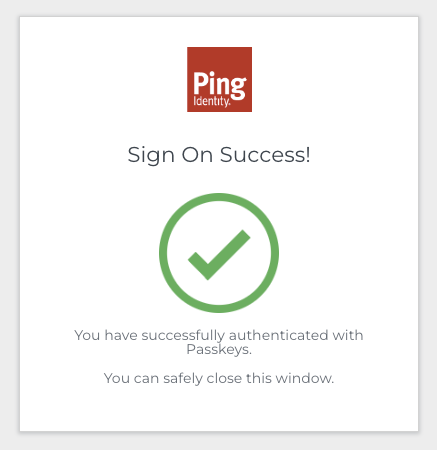 Ping
Identity.
Sign On Success!
You have successfully authenticated with
Passkeys.
You can safely close this window.